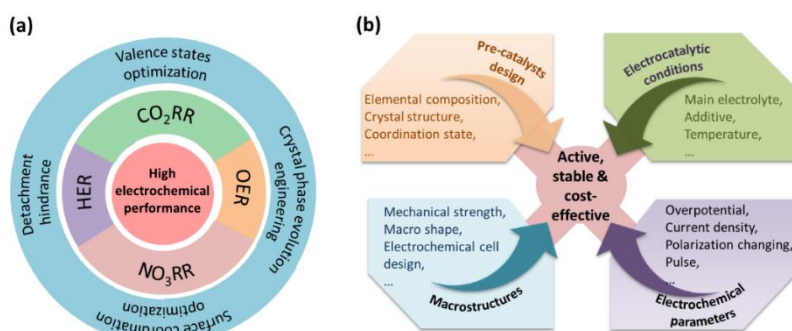 (a)
Valence states
optimization
CO₂RR
Crystal phase evolution
engineering
OER
High
electrochemical
performance
HER
Detachment
hindrance
NO₃RR
Surface coordination
optimization
(b)
Pre-catalysts
design
Elemental composition,
Crystal structure,
Coordination state,
...
Electrocatalytic
conditions
Main electrolyte,
Additive,
Temperature,
...
Active,
stable &
cost-
effective
Mechanical strength,
Macro shape,
Electrochemical cell
design,
...
Macrostructures
Overpotential,
Current density,
Polarization changing,
Pulse,
...
Electrochemical
parameters